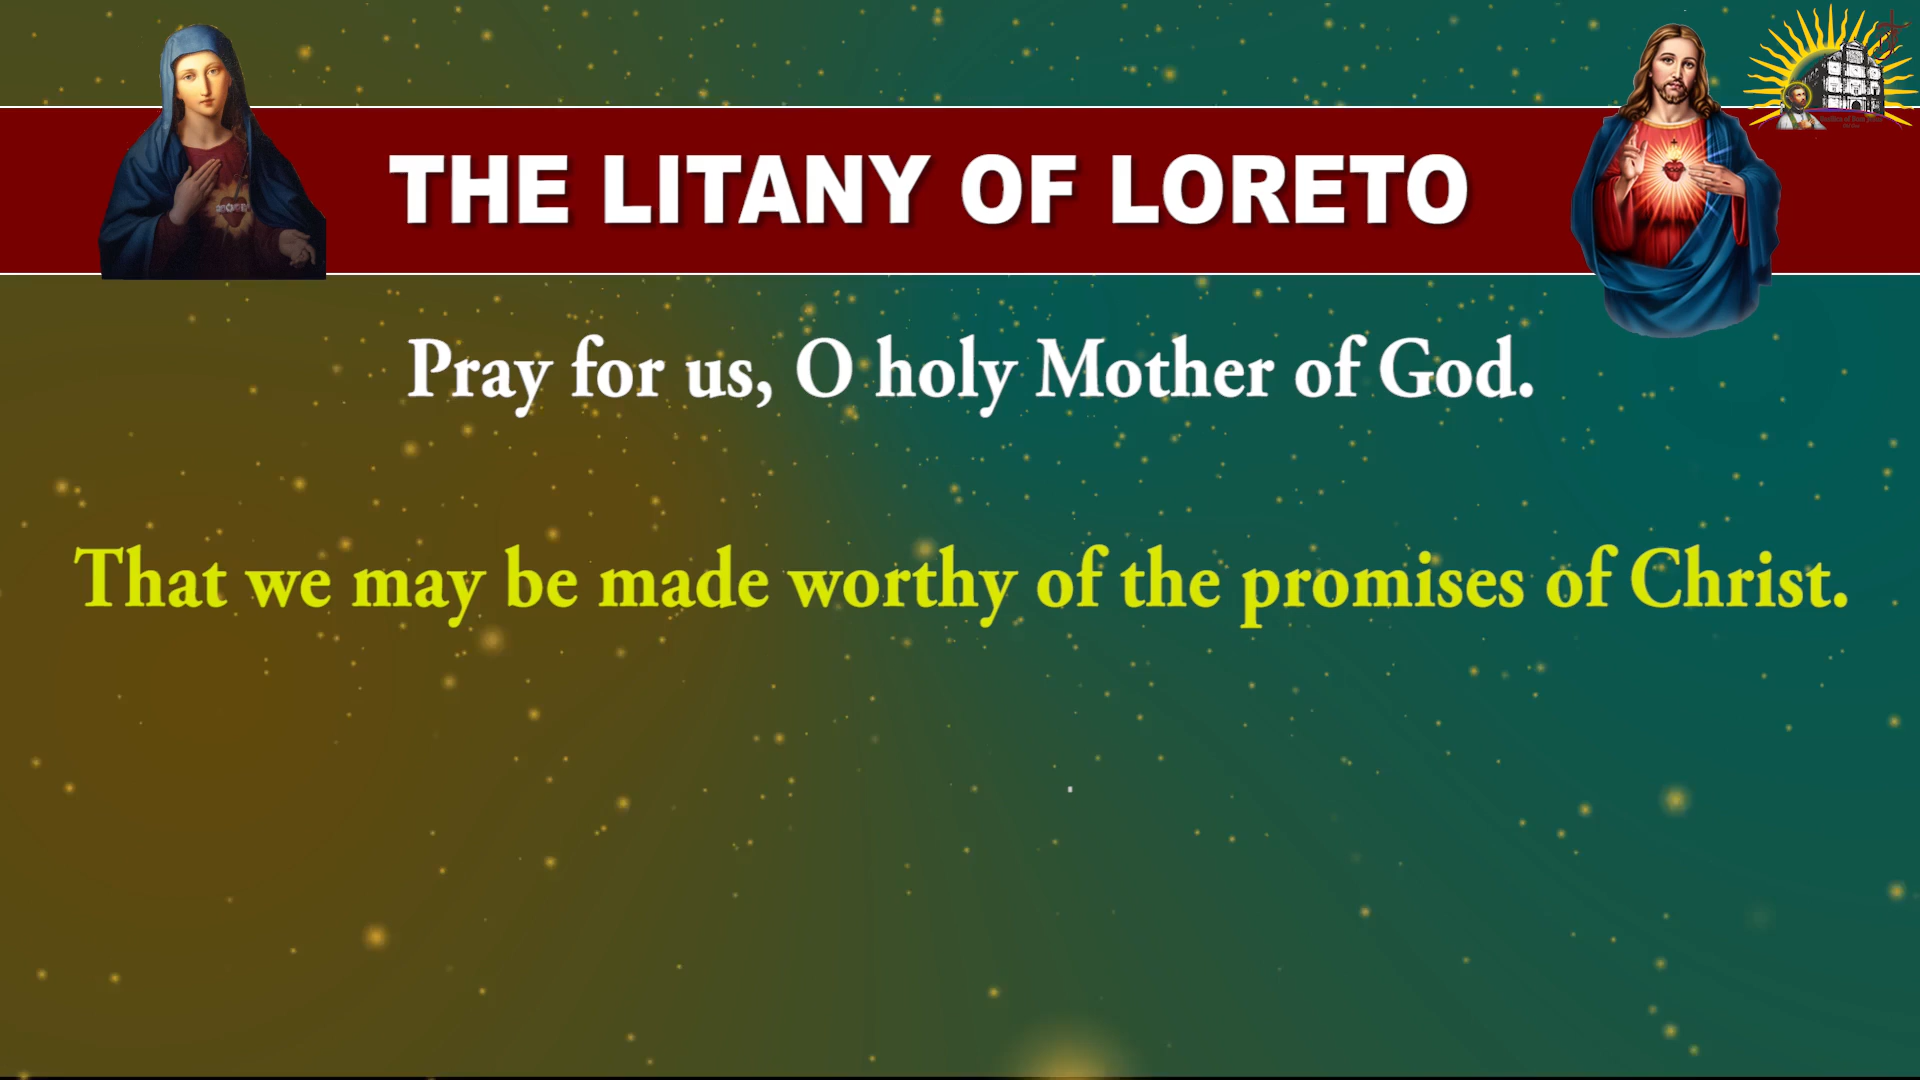 THE LITANY OF LORETO
Pray for us, O holy Mother of God.
That we may be made worthy of the promises of Christ.